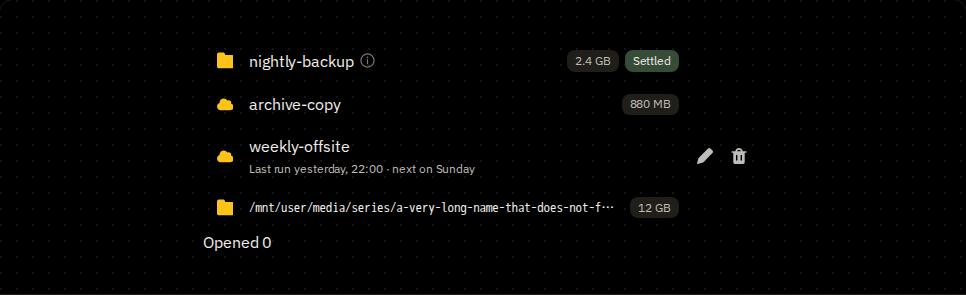 nightly-backup 2.4 GB Settled
archive-copy 880 MB
weekly-offsite
Last run yesterday, 22:00 · next on Sunday
/mnt/user/media/series/a-very-long-name-that-does-not-f… 12 GB
Opened 0